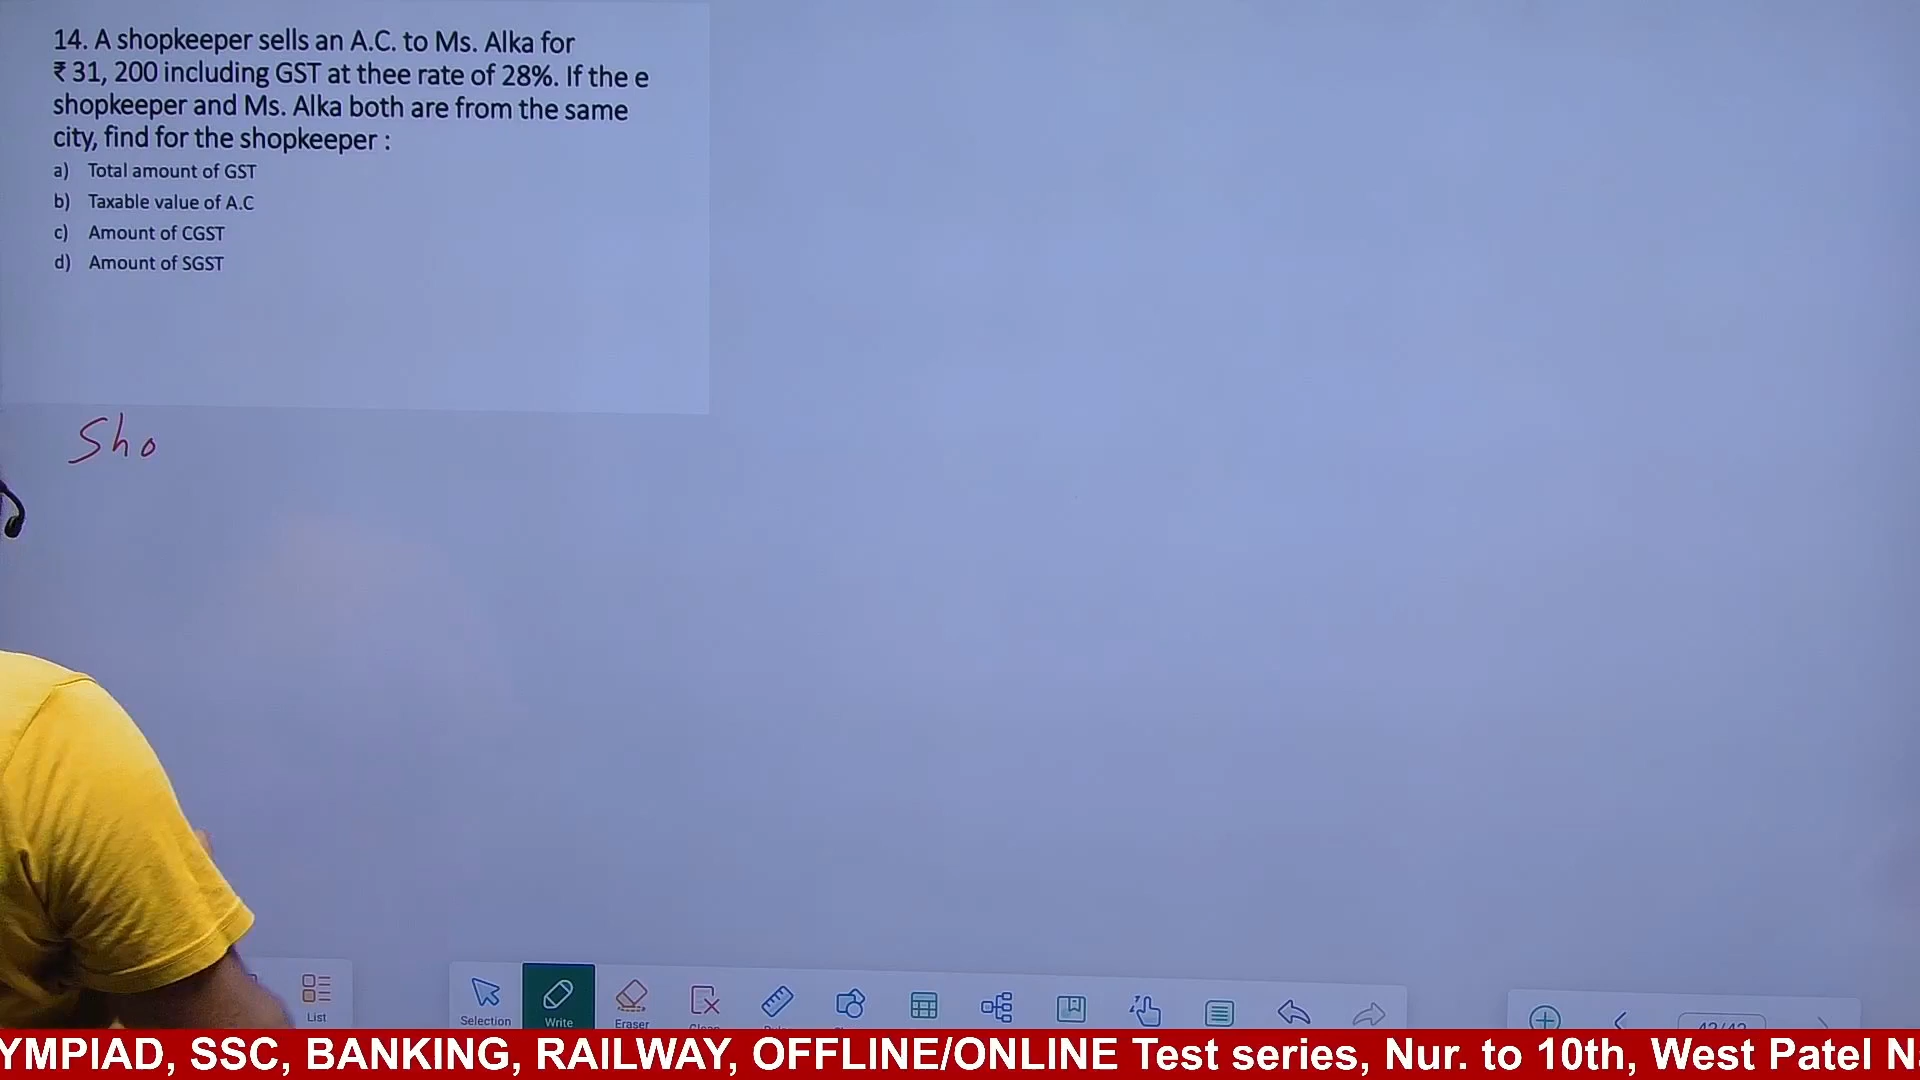 14. A shopkeeper sells an A.C. to Ms. Alka for
₹ 31, 200 including GST at thee rate of 28%. If the e
shopkeeper and Ms. Alka both are from the same
city, find for the shopkeeper :
a) Total amount of GST
b) Taxable value of A.C
c) Amount of CGST
d) Amount of SGST
Sho
List
Selection
Write
Eraser
YMPIAD, SSC, BANKING, RAILWAY, OFFLINE/ONLINE Test series, Nur. to 10th, West Patel N